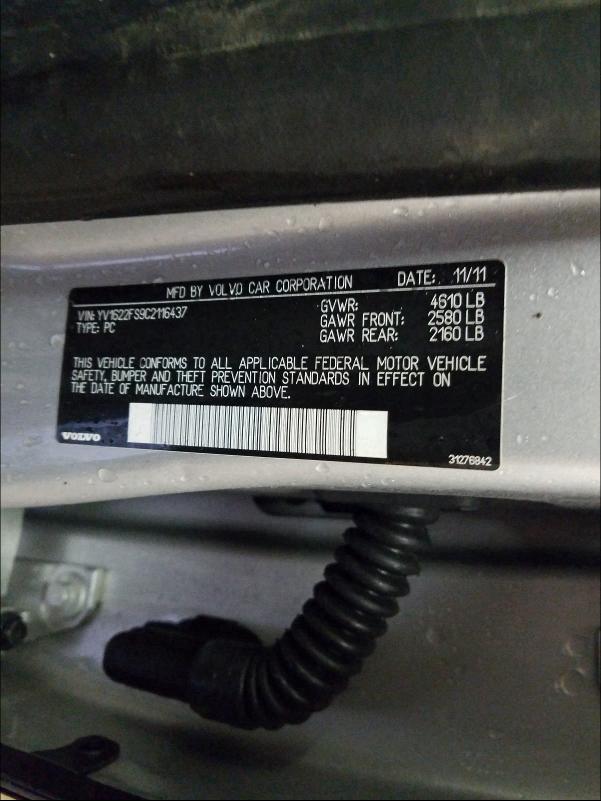 MFD BY VOLVO CAR CORPORATION DATE: 11/11
VIN: YV1622FS9C2116437
TYPE: PC
GVWR: 4610 LB
GAWR FRONT: 2580 LB
GAWR REAR: 2160 LB
THIS VEHICLE CONFORMS TO ALL APPLICABLE FEDERAL MOTOR VEHICLE
SAFETY, BUMPER AND THEFT PREVENTION STANDARDS IN EFFECT ON
THE DATE OF MANUFACTURE SHOWN ABOVE.
VOLVO
31276842